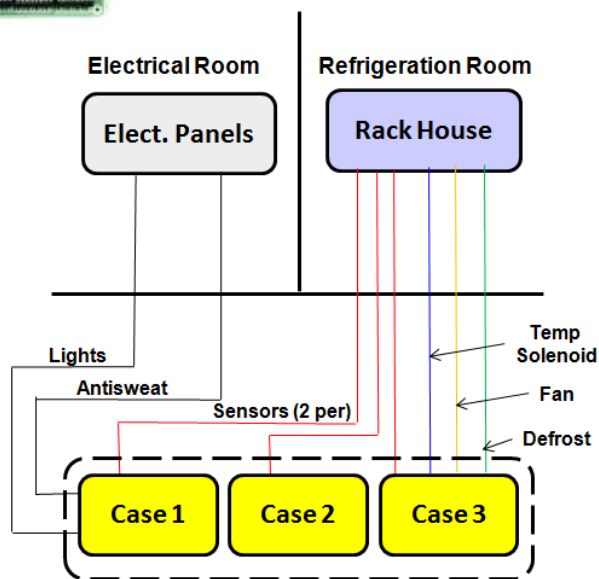 Electrical Room
Refrigeration Room
Elect. Panels
Rack House
Temp
Solenoid
Lights
Antisweat
Fan
Sensors (2 per)
Defrost
Case 1
Case 2
Case 3